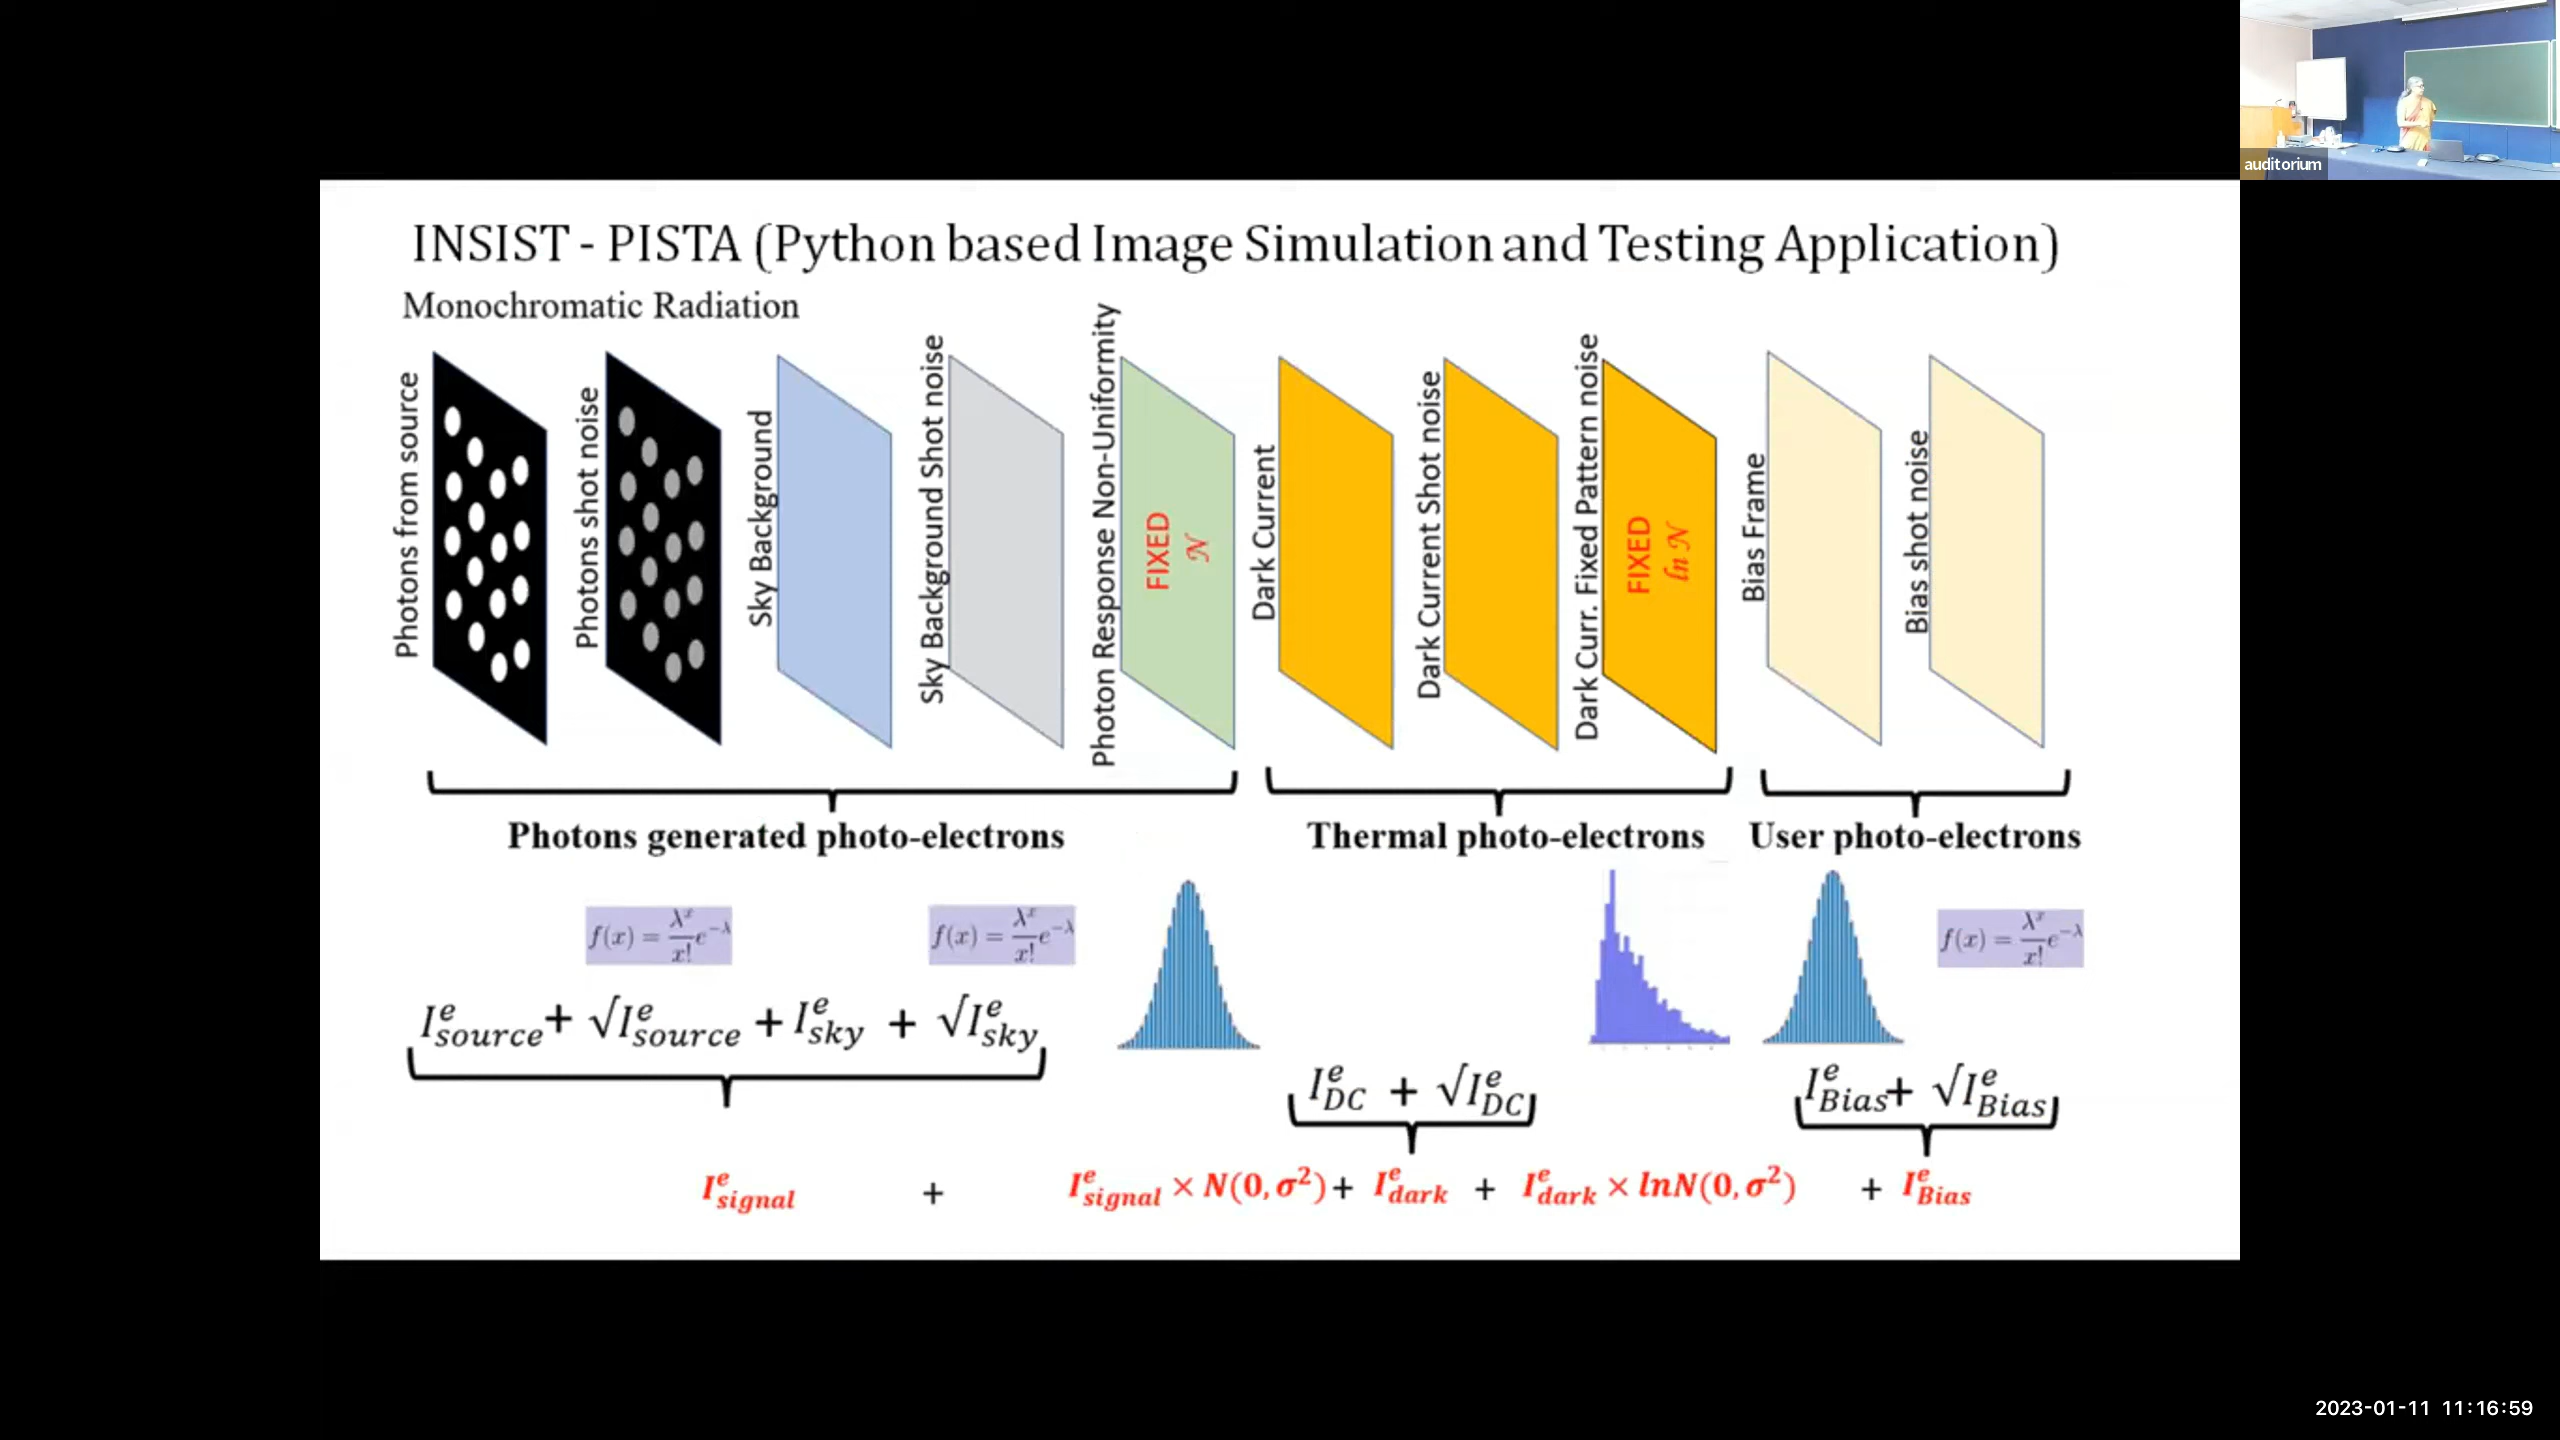 auditorium
INSIST - PISTA (Python based Image Simulation and Testing Application)
Monochromatic Radiation
Photons from source
Photons shot noise
Sky Background
Sky Background Shot noise
Photon Response Non-Uniformity
FIXED
𝒩
Dark Current
Dark Current Shot noise
Dark Curr. Fixed Pattern noise
FIXED
ln 𝒩
Bias Frame
Bias shot noise
Photons generated photo-electrons
Thermal photo-electrons
User photo-electrons
f(x) = λ^x/x! e^{-λ}
f(x) = λ^x/x! e^{-λ}
f(x) = λ^x/x! e^{-λ}
I^e_source + √I^e_source + I^e_sky + √I^e_sky
I^e_DC + √I^e_DC
I^e_Bias + √I^e_Bias
I^e_signal + I^e_signal × N(0, σ²) + I^e_dark + I^e_dark × lnN(0, σ²) + I^e_Bias
2023-01-11 11:16:59